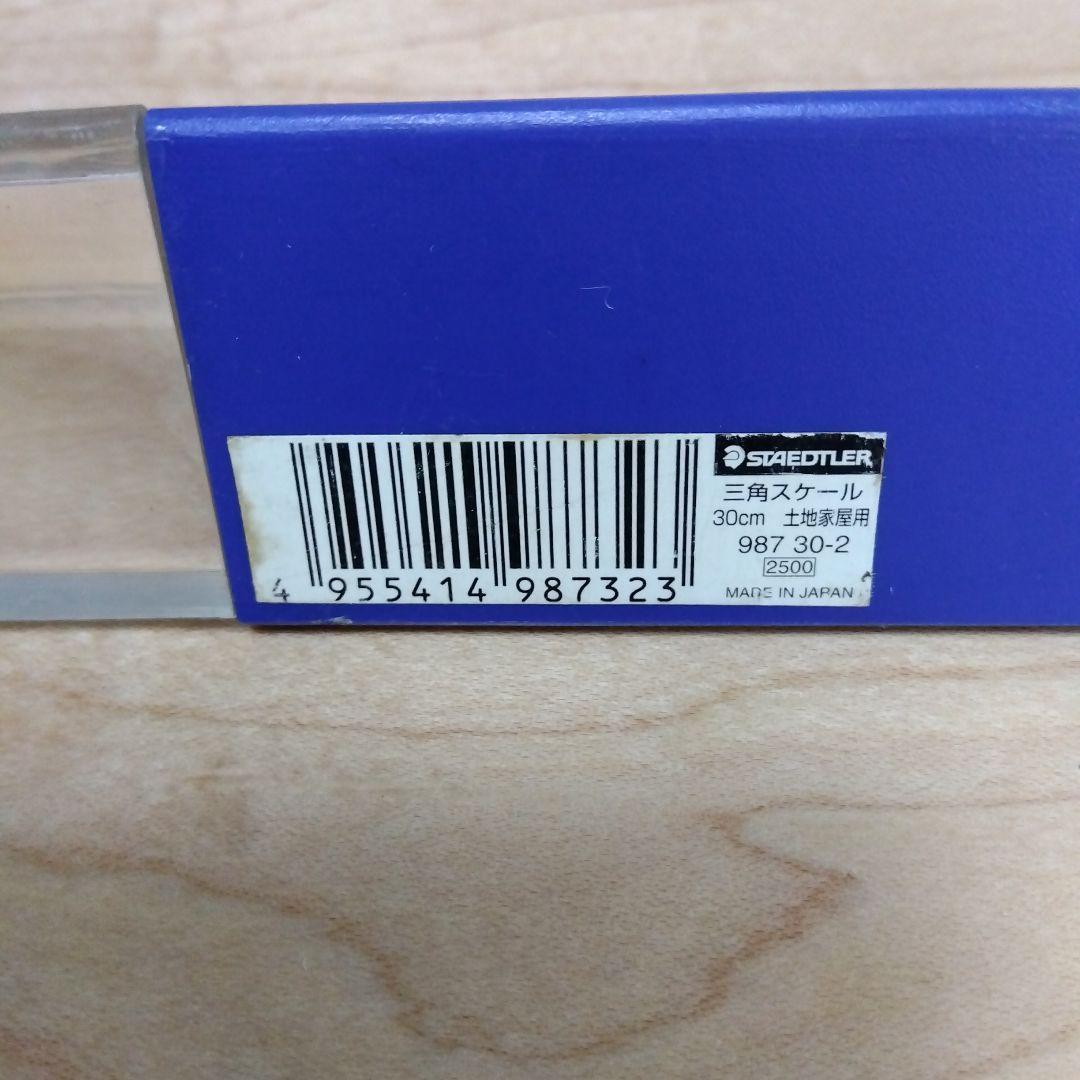 STAEDTLER
三角スケール
30cm 土地家屋用
987 30-2
2500
MADE IN JAPAN
4 955414 987323